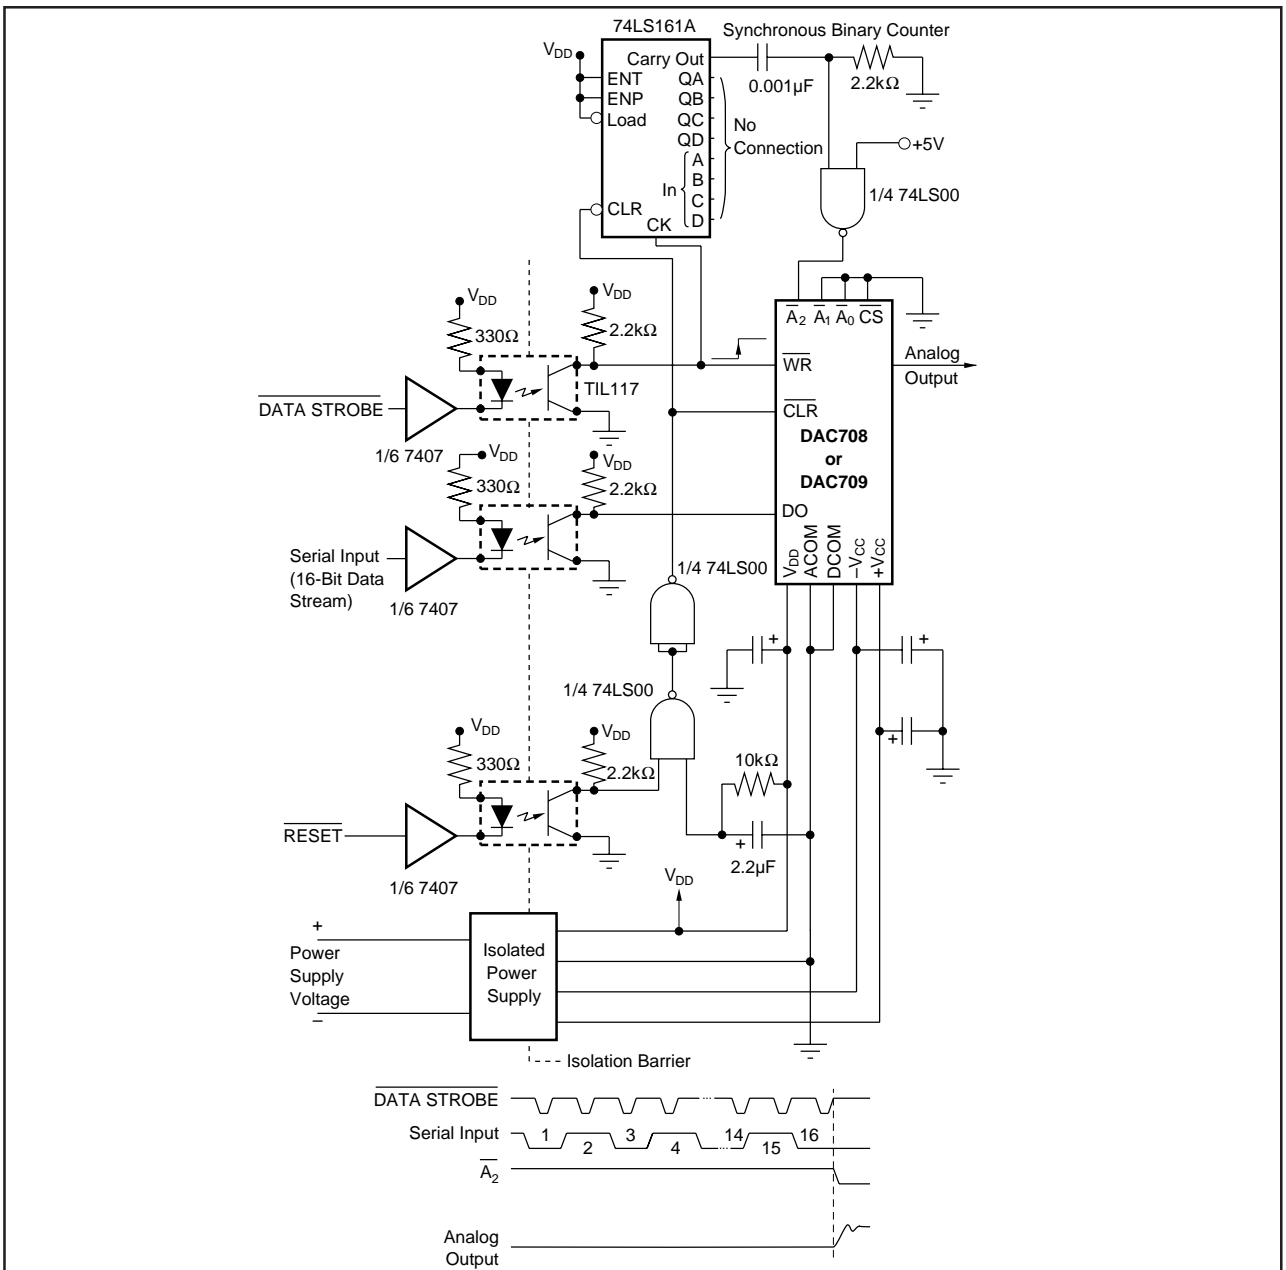 74LS161A
Synchronous Binary Counter
VDD
Carry Out
ENT
ENP
Load
QA
QB
QC
QD
A
B
C
D
In
CLR
CK
No
Connection
0.001µF
2.2kΩ
+5V
1/4 74LS00
VDD
330Ω
VDD
2.2kΩ
TIL117
DATA STROBE
1/6 7407
A2 A1 A0 CS
WR
CLR
DAC708
or
DAC709
DO
VDD
ACOM
DCOM
–VCC
+VCC
Analog
Output
VDD
330Ω
VDD
2.2kΩ
Serial Input
(16-Bit Data
Stream)
1/6 7407
1/4 74LS00
+
+
+
1/4 74LS00
VDD
330Ω
VDD
2.2kΩ
RESET
1/6 7407
10kΩ
+
2.2µF
VDD
+
Power
Supply
Voltage
–
Isolated
Power
Supply
Isolation Barrier
DATA STROBE
Serial Input
1 2 3 4 14 15 16
A2
Analog
Output